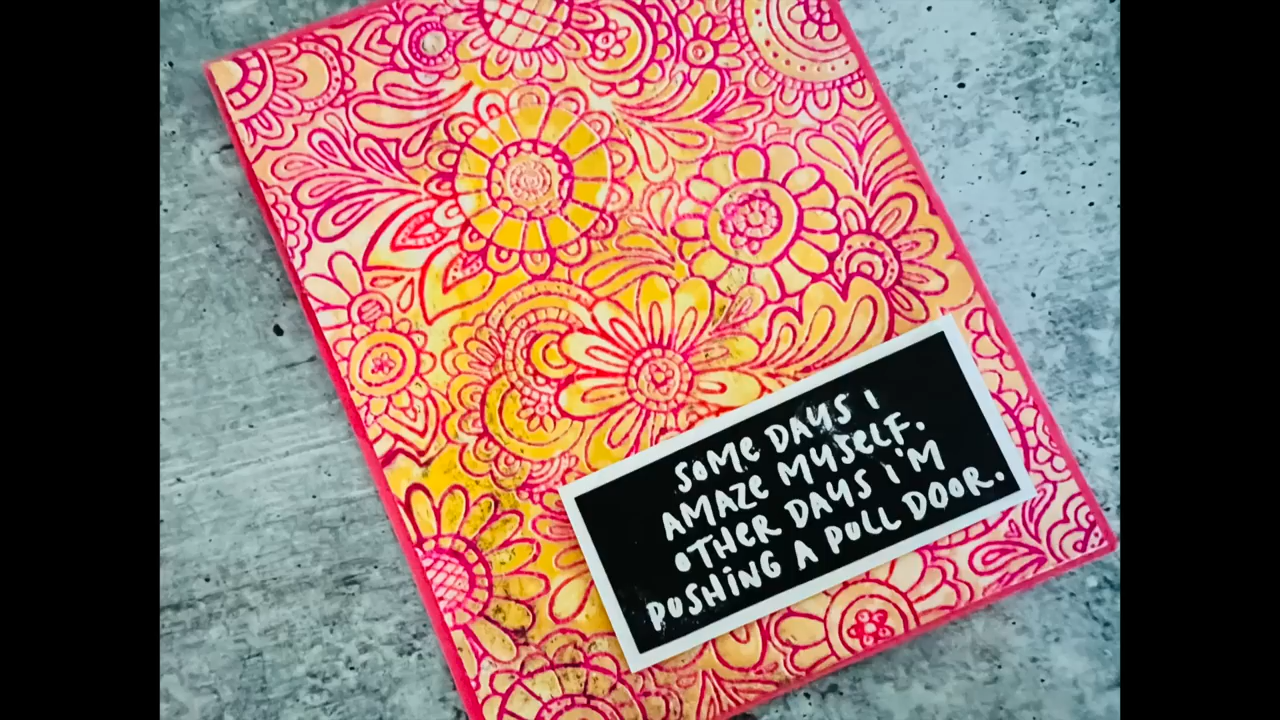 SOME DAYS I
AMAZE MYSELF.
OTHER DAYS I'M
PUSHING A PULL DOOR.